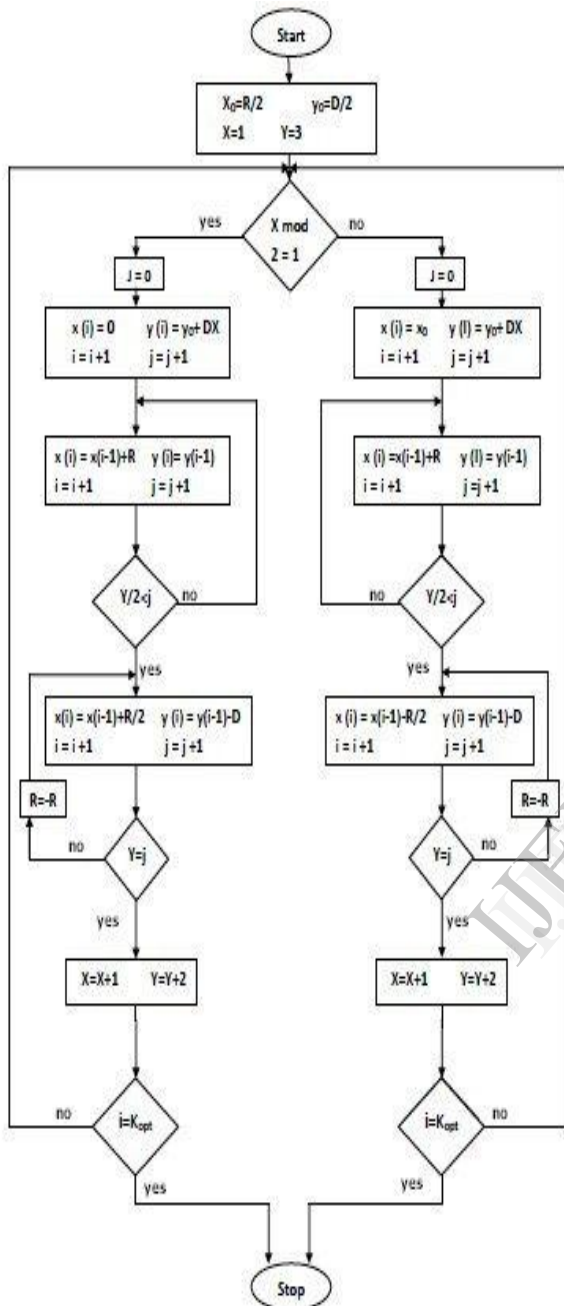 Start
X₀=R/2 y₀=D/2
X=1 Y=3
X mod
2 = 1
yes
no
J = 0
x (i) = 0 y (i) = y₀+ DX
i = i +1 j = j +1
x (i) = x(i-1)+R y (i)= y(i-1)
i = i +1 j = j +1
Y/2<j
no
yes
x(i) = x(i-1)+R/2 y (i) = y(i-1)-D
i = i +1 j = j +1
R=-R
no
Y=j
yes
X=X+1 Y=Y+2
no
i=Kopt
yes
J = 0
x (i) = x₀ y (I) = y₀+ DX
i = i +1 j = j +1
x (i) =x(i-1)+R y (I) = y(i-1)
i = i +1 j =j +1
Y/2<j
no
yes
x (i) = x(i-1)-R/2 y (i) = y(i-1)-D
i = i +1 j = j +1
R=-R
Y=j
no
yes
X=X+1 Y=Y+2
i=Kopt
no
yes
Stop